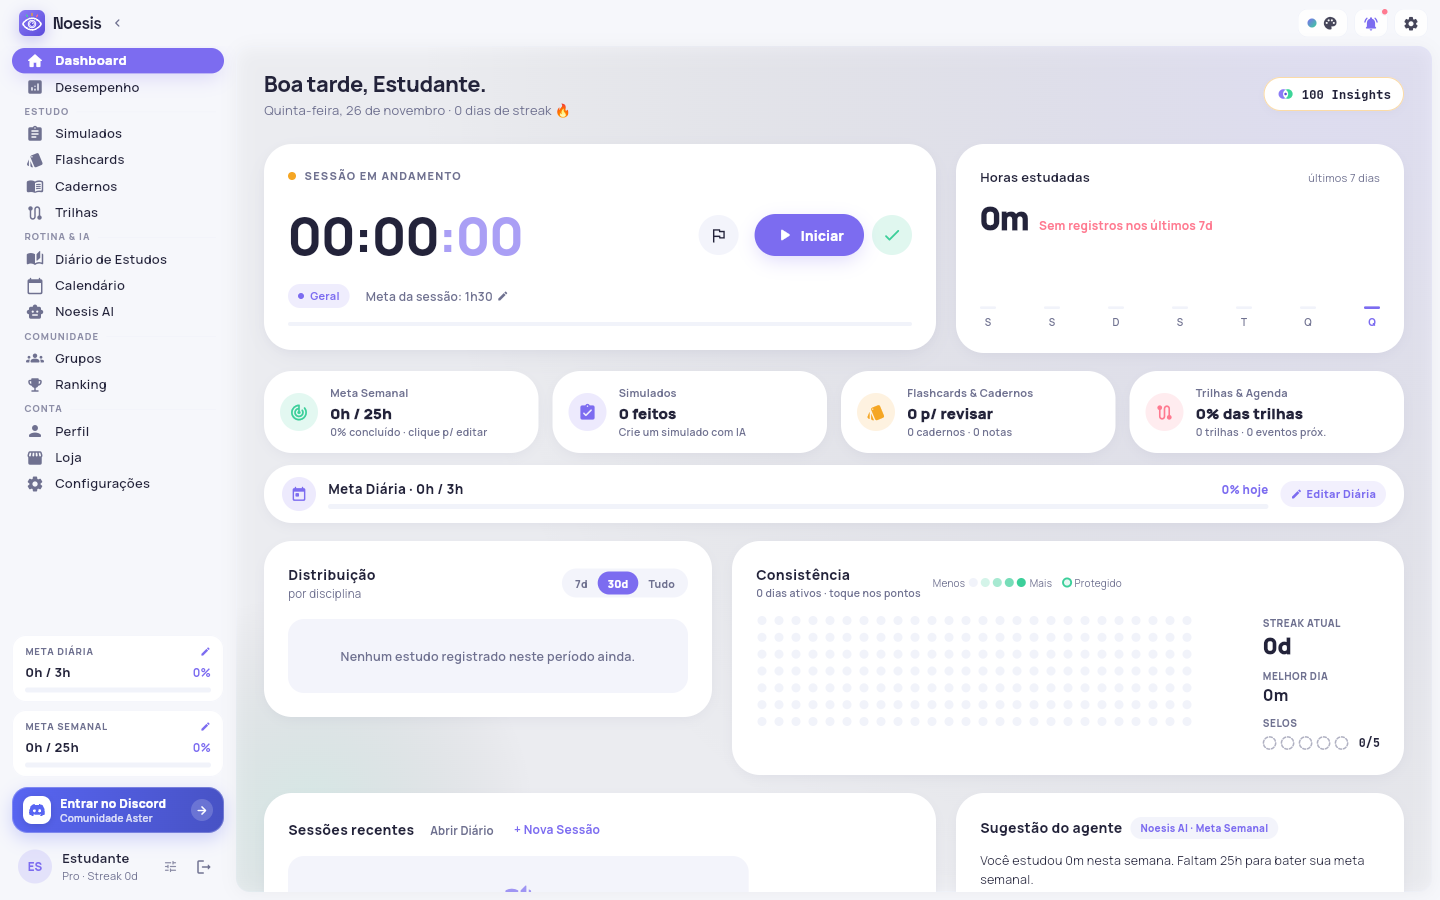 Noesis
Dashboard
Desempenho
ESTUDO
Simulados
Flashcards
Cadernos
Trilhas
ROTINA & IA
Diário de Estudos
Calendário
Noesis AI
COMUNIDADE
Grupos
Ranking
CONTA
Perfil
Loja
Configurações
META DIÁRIA
0h / 3h 0%
META SEMANAL
0h / 25h 0%
Entrar no Discord
Comunidade Aster
ES
Estudante
Pro · Streak 0d
Boa tarde, Estudante.
Quinta-feira, 26 de novembro · 0 dias de streak 🔥
100 Insights
SESSÃO EM ANDAMENTO
00:00:00
Iniciar
Geral
Meta da sessão: 1h30
Horas estudadas
últimos 7 dias
0m Sem registros nos últimos 7d
S S D S T Q Q
Meta Semanal
0h / 25h
0% concluído · clique p/ editar
Simulados
0 feitos
Crie um simulado com IA
Flashcards & Cadernos
0 p/ revisar
0 cadernos · 0 notas
Trilhas & Agenda
0% das trilhas
0 trilhas · 0 eventos próx.
Meta Diária · 0h / 3h
0% hoje
Editar Diária
Distribuição
por disciplina
7d 30d Tudo
Nenhum estudo registrado neste período ainda.
Consistência
0 dias ativos · toque nos pontos
Menos Mais Protegido
STREAK ATUAL
0d
MELHOR DIA
0m
SELOS
0/5
Sessões recentes Abrir Diário + Nova Sessão
Sugestão do agente Noesis AI · Meta Semanal
Você estudou 0m nesta semana. Faltam 25h para bater sua meta
semanal.